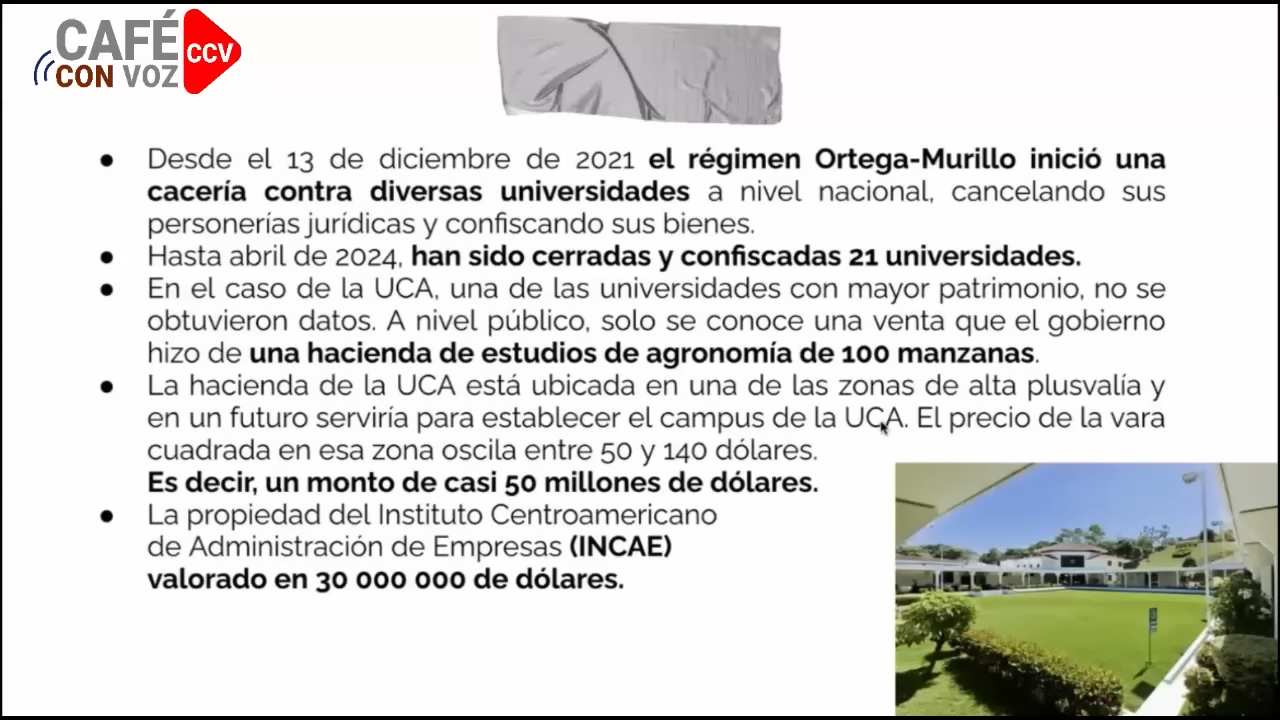 CAFÉ
CON VOZ
CCV
● Desde el 13 de diciembre de 2021 el régimen Ortega-Murillo inició una
cacería contra diversas universidades a nivel nacional, cancelando sus
personerías jurídicas y confiscando sus bienes.
● Hasta abril de 2024, han sido cerradas y confiscadas 21 universidades.
● En el caso de la UCA, una de las universidades con mayor patrimonio, no se
obtuvieron datos. A nivel público, solo se conoce una venta que el gobierno
hizo de una hacienda de estudios de agronomía de 100 manzanas.
● La hacienda de la UCA está ubicada en una de las zonas de alta plusvalía y
en un futuro serviría para establecer el campus de la UCA. El precio de la vara
cuadrada en esa zona oscila entre 50 y 140 dólares.
Es decir, un monto de casi 50 millones de dólares.
● La propiedad del Instituto Centroamericano
de Administración de Empresas (INCAE)
valorado en 30 000 000 de dólares.